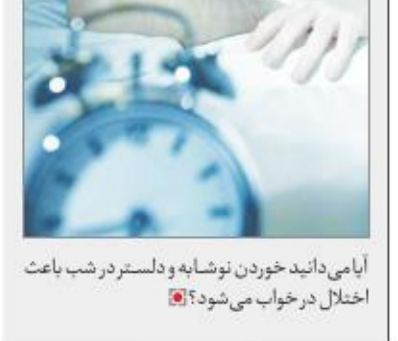 آیا می‌دانید خوردن نوشابه و دلستر در شب باعث
اختلال در خواب می‌شود؟